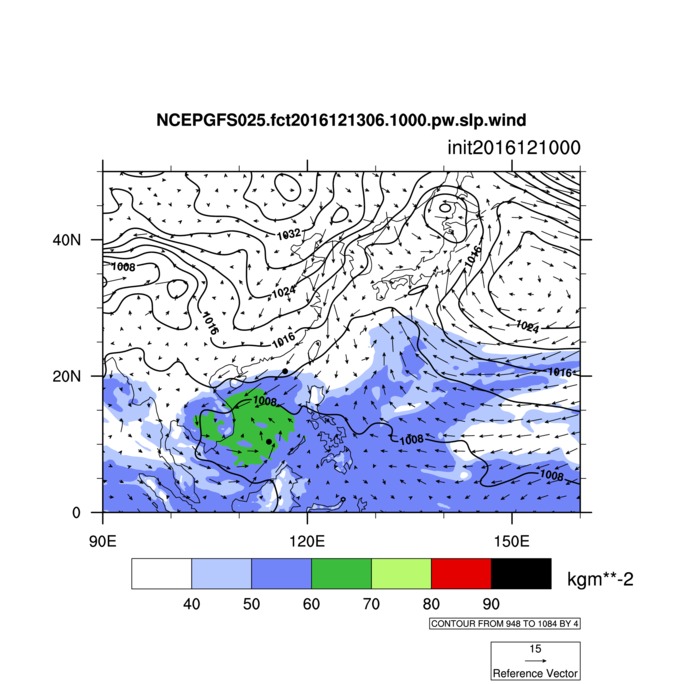 NCEPGFS025.fct2016121306.1000.pw.slp.wind
init2016121000
1032
40N
1016
1008
1024
1016
1024
1016
1016
20N
1008
1008
1008
0
90E 120E 150E
kgm**-2
40 50 60 70 80 90
CONTOUR FROM 948 TO 1084 BY 4
15
Reference Vector